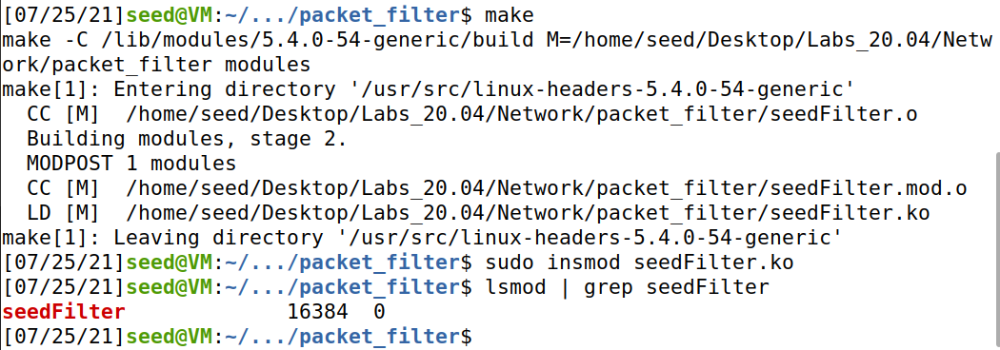 [07/25/21]seed@VM:~/.../packet_filter$ make
make -C /lib/modules/5.4.0-54-generic/build M=/home/seed/Desktop/Labs_20.04/Netw
ork/packet_filter modules
make[1]: Entering directory '/usr/src/linux-headers-5.4.0-54-generic'
  CC [M]  /home/seed/Desktop/Labs_20.04/Network/packet_filter/seedFilter.o
  Building modules, stage 2.
  MODPOST 1 modules
  CC [M]  /home/seed/Desktop/Labs_20.04/Network/packet_filter/seedFilter.mod.o
  LD [M]  /home/seed/Desktop/Labs_20.04/Network/packet_filter/seedFilter.ko
make[1]: Leaving directory '/usr/src/linux-headers-5.4.0-54-generic'
[07/25/21]seed@VM:~/.../packet_filter$ sudo insmod seedFilter.ko
[07/25/21]seed@VM:~/.../packet_filter$ lsmod | grep seedFilter
seedFilter             16384  0
[07/25/21]seed@VM:~/.../packet_filter$